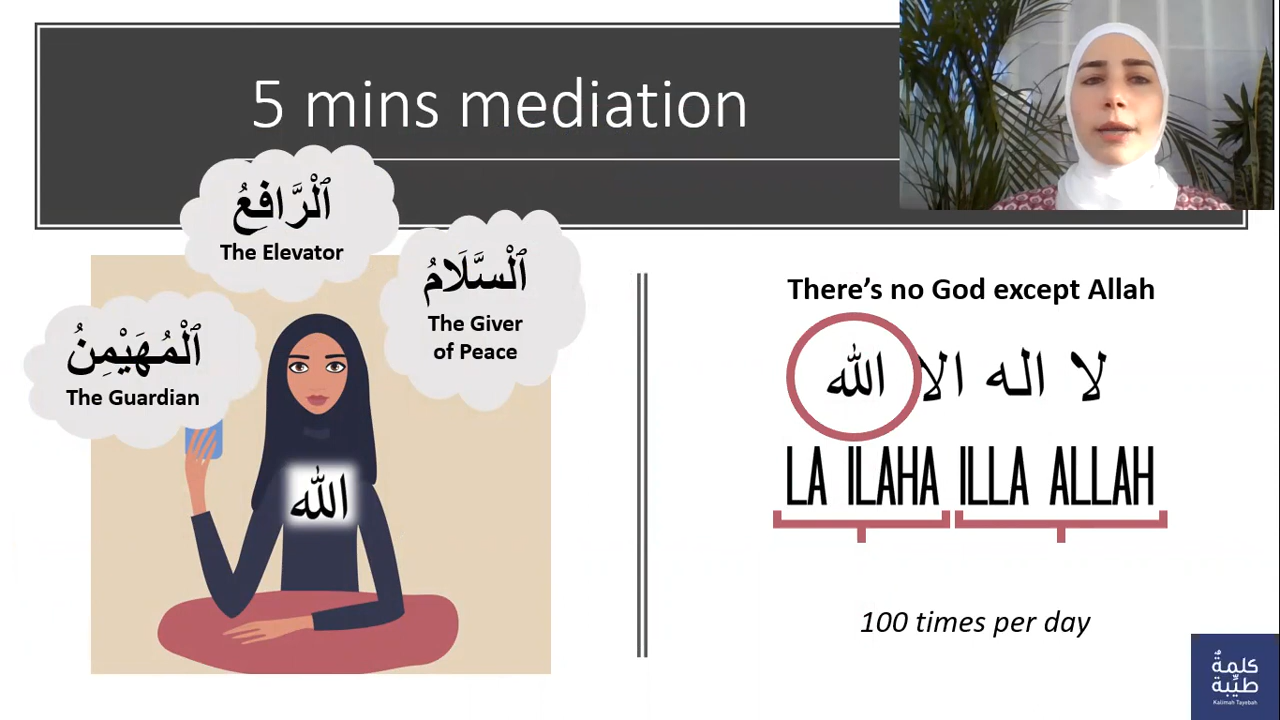 5 mins mediation
ٱلْرَّافِعُ
The Elevator
ٱلْسَّلَامُ
The Giver
of Peace
ٱلْمُهَيْمِنُ
The Guardian
الله
There's no God except Allah
لا اله الا الله
LA ILAHA ILLA ALLAH
100 times per day
كلمةٌ
طيِّبة
Kalimah Tayebah